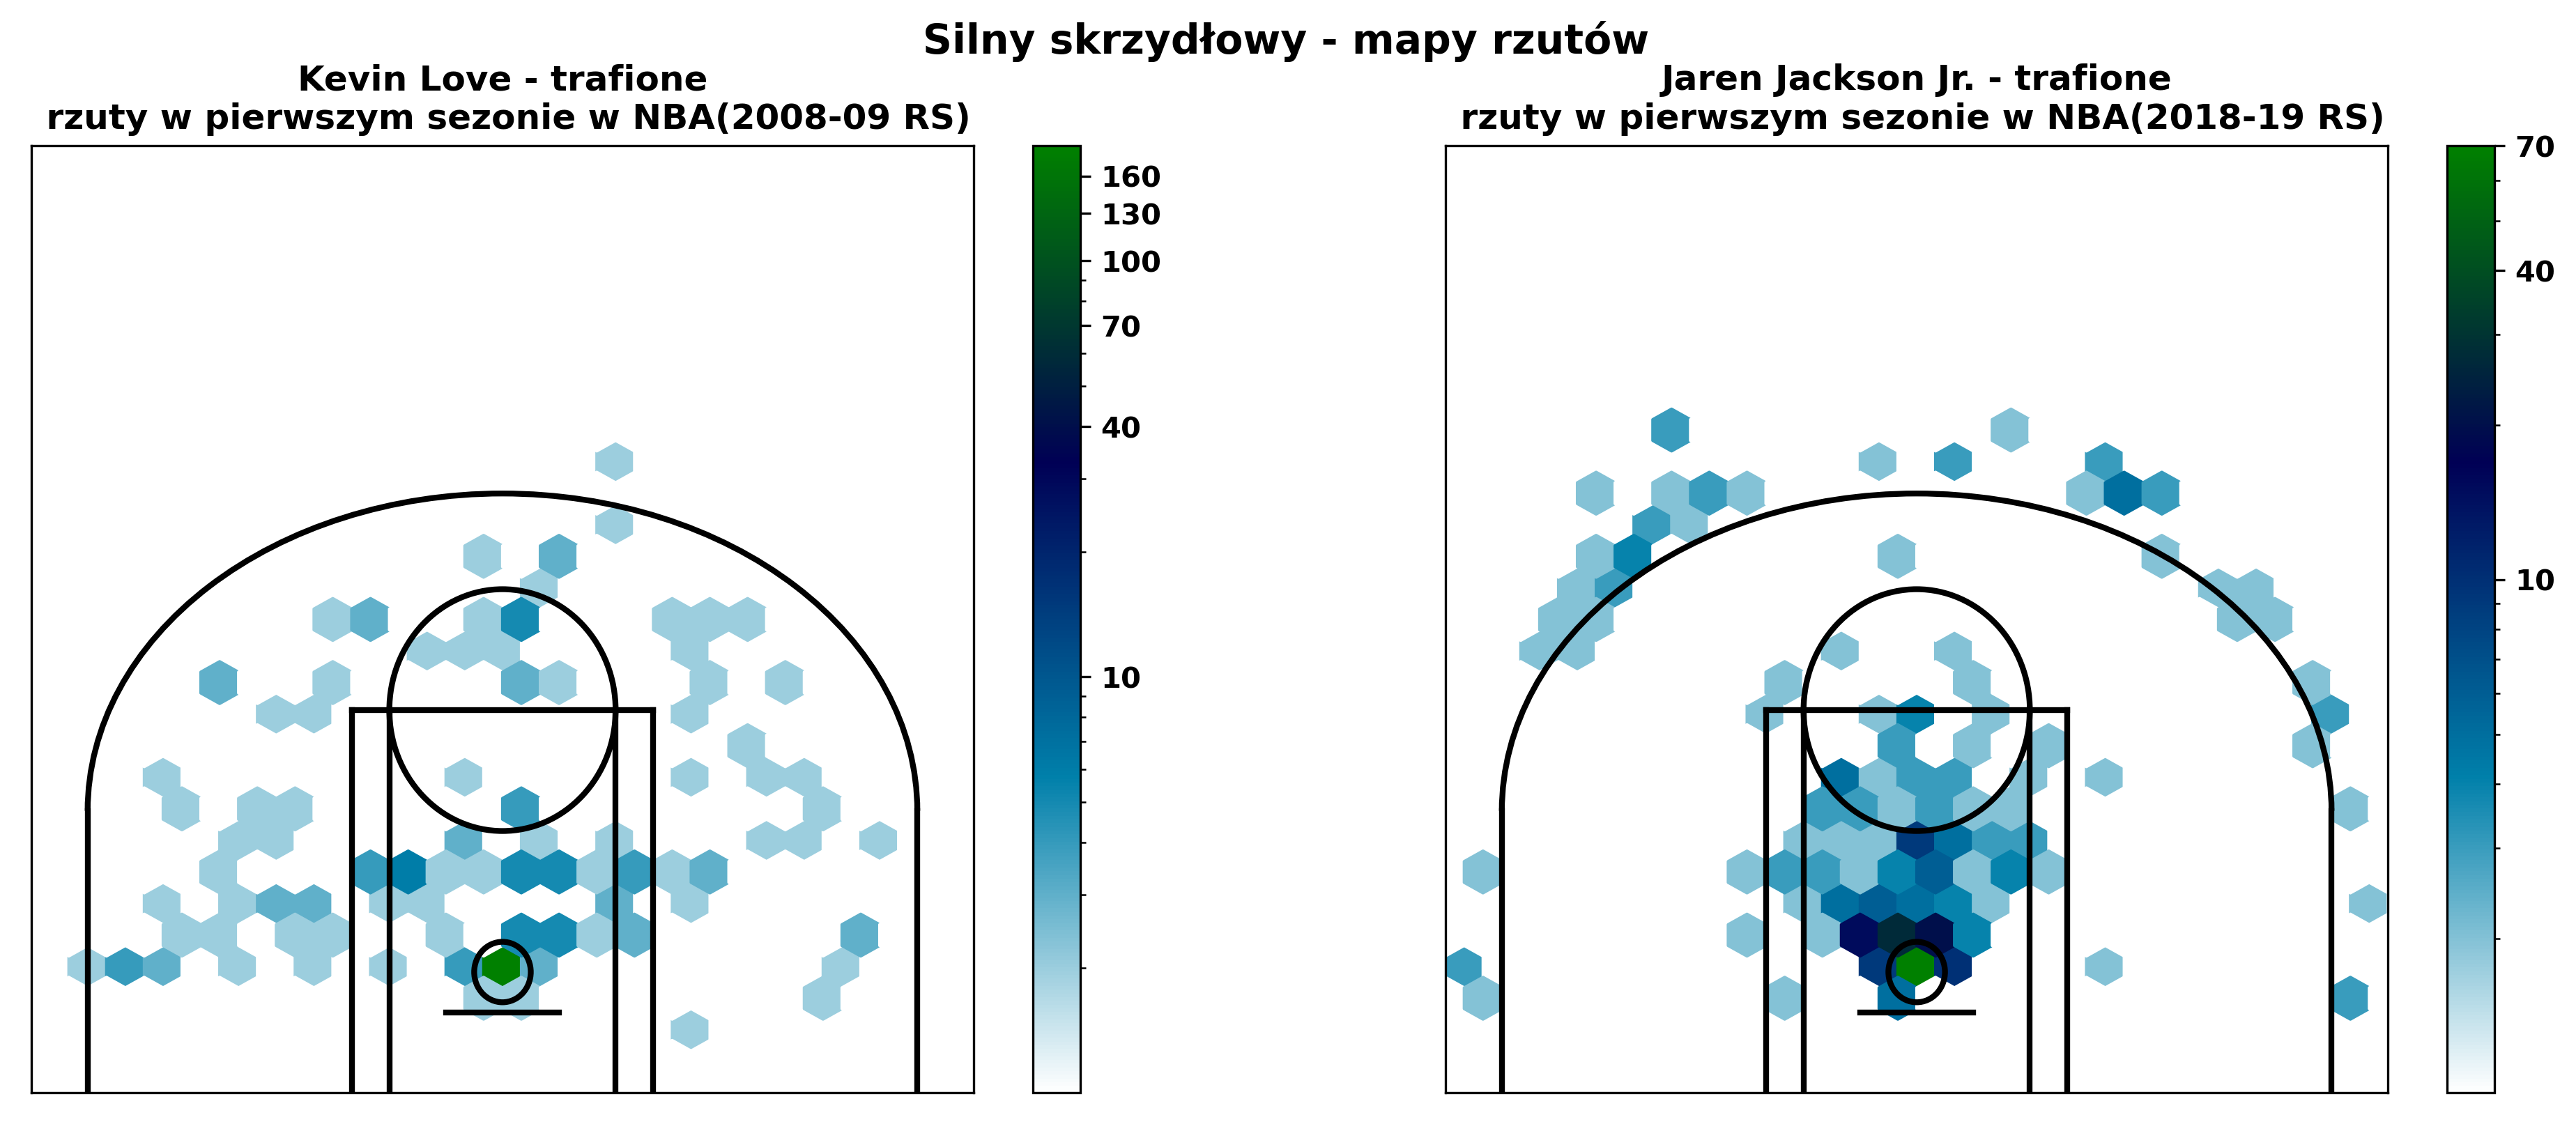 Silny skrzydłowy - mapy rzutów
Kevin Love - trafione
rzuty w pierwszym sezonie w NBA(2008-09 RS)
160
130
100
70
40
10
Jaren Jackson Jr. - trafione
rzuty w pierwszym sezonie w NBA(2018-19 RS)
70
40
10